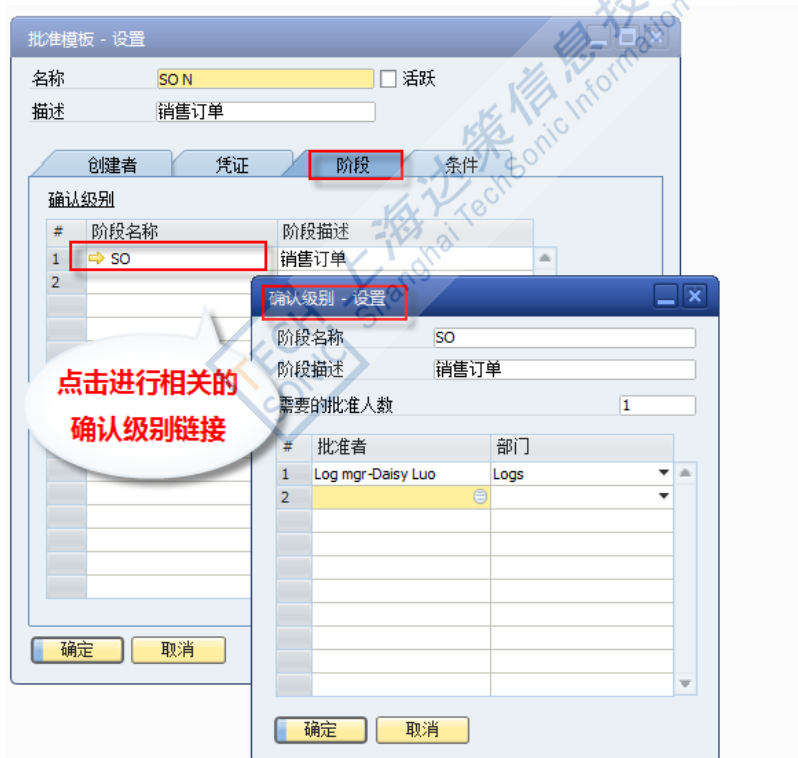 批准模板 - 设置
名称 SO N 活跃
描述 销售订单
创建者 凭证 阶段 条件
确认级别
# 阶段名称 阶段描述
1 SO 销售订单
2
确认级别 - 设置
阶段名称 SO
阶段描述 销售订单
需要的批准人数 1
# 批准者 部门
1 Log mgr-Daisy Luo Logs
2
确定 取消
点击进行相关的
确认级别链接
确定 取消
上海达策信息技
Shanghai TechSonic Information
TECH
SONIC